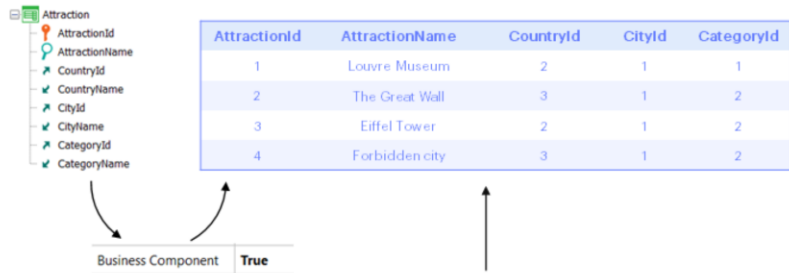 Attraction
AttractionId
AttractionName
CountryId
CountryName
CityId
CityName
CategoryId
CategoryName
AttractionId AttractionName CountryId CityId CategoryId
1 Louvre Museum 2 1 1
2 The Great Wall 3 1 2
3 Eiffel Tower 2 1 2
4 Forbidden city 3 1 2
Business Component True